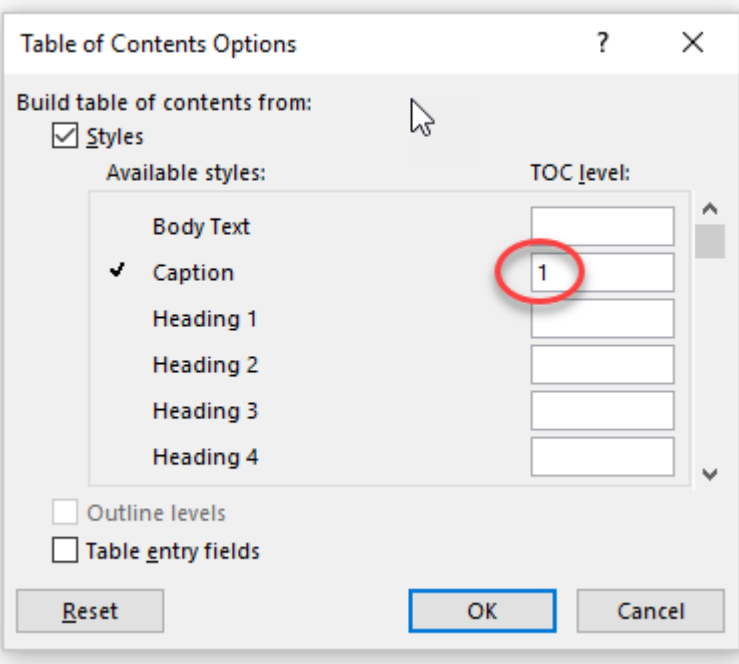 Table of Contents Options ?
Build table of contents from:
Styles
Available styles: TOC level:
Body Text
Caption 1
Heading 1
Heading 2
Heading 3
Heading 4
Outline levels
Table entry fields
Reset OK Cancel